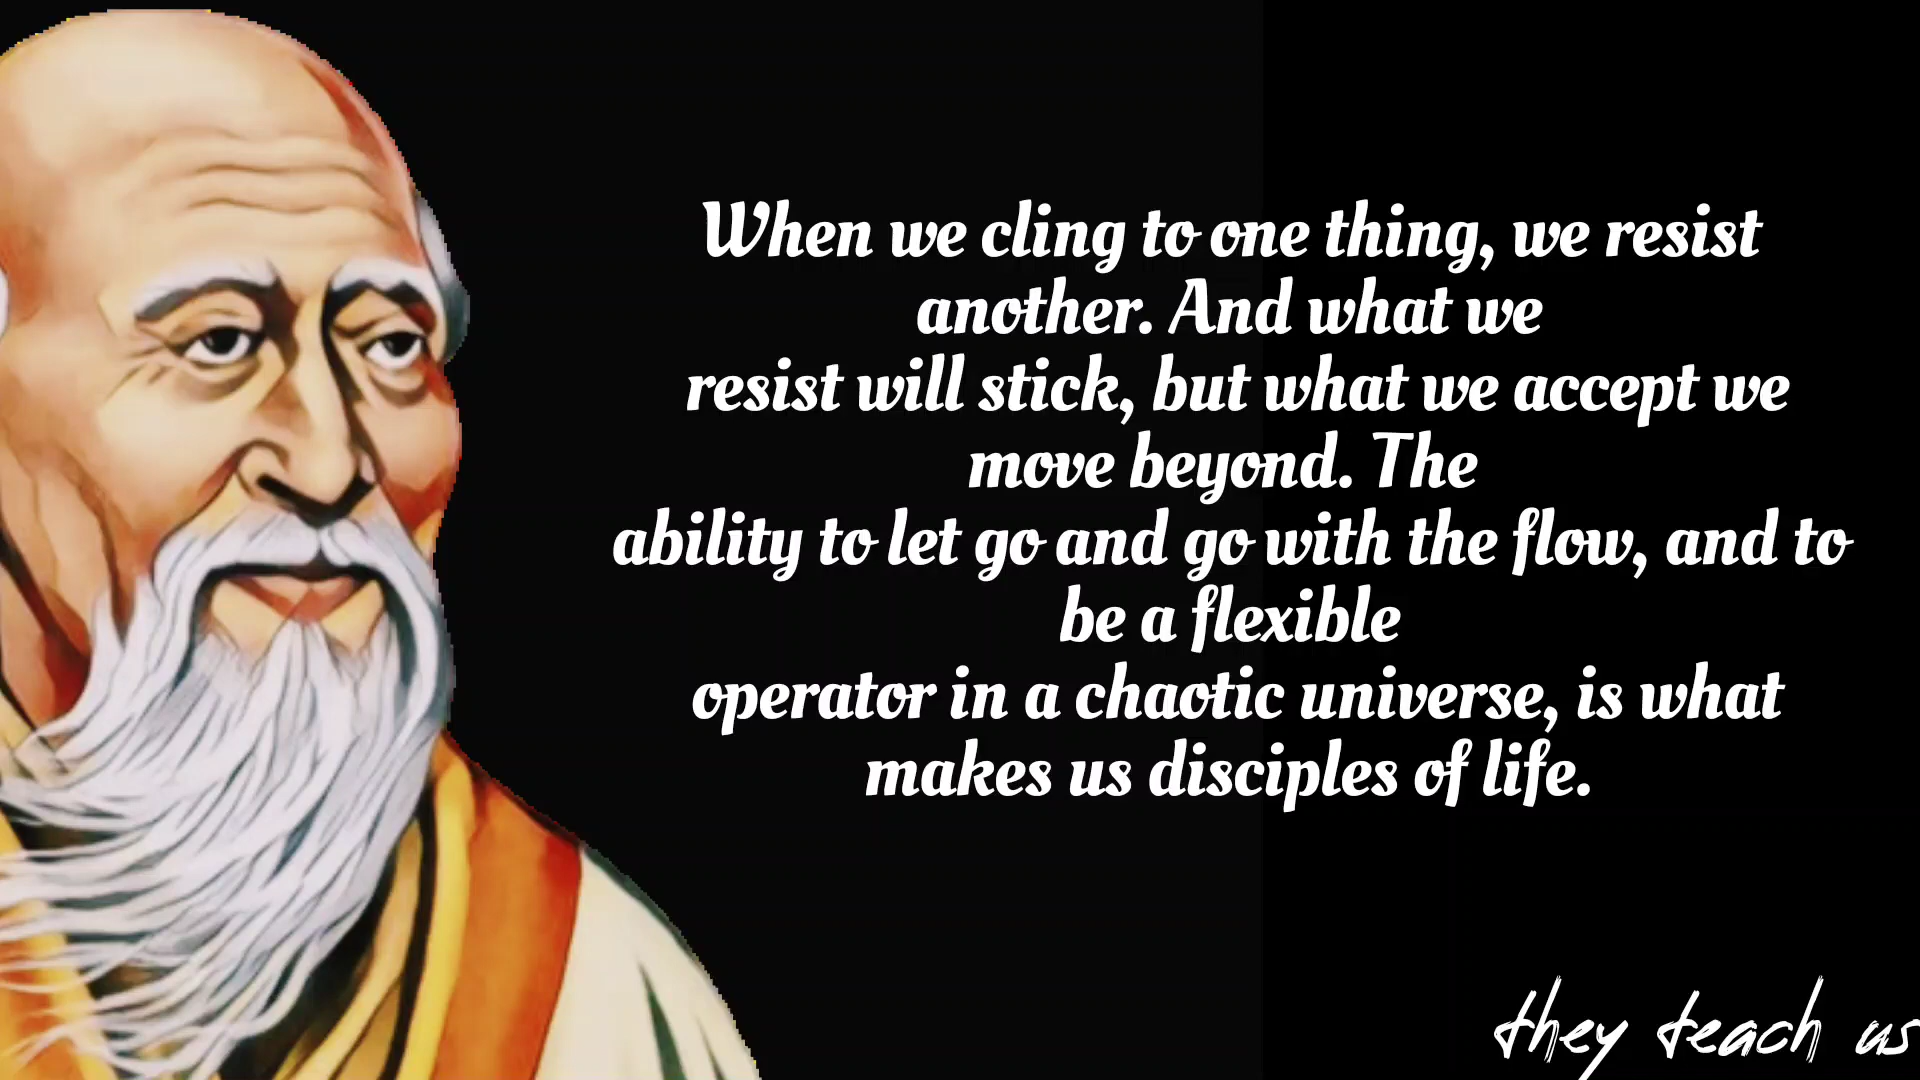 When we cling to one thing, we resist
another. And what we
resist will stick, but what we accept we
move beyond. The
ability to let go and go with the flow, and to
be a flexible
operator in a chaotic universe, is what
makes us disciples of life.
they teach us